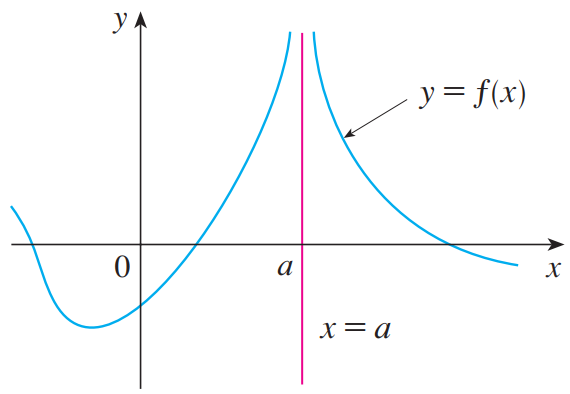 y
y = f(x)
0
a
x
x = a